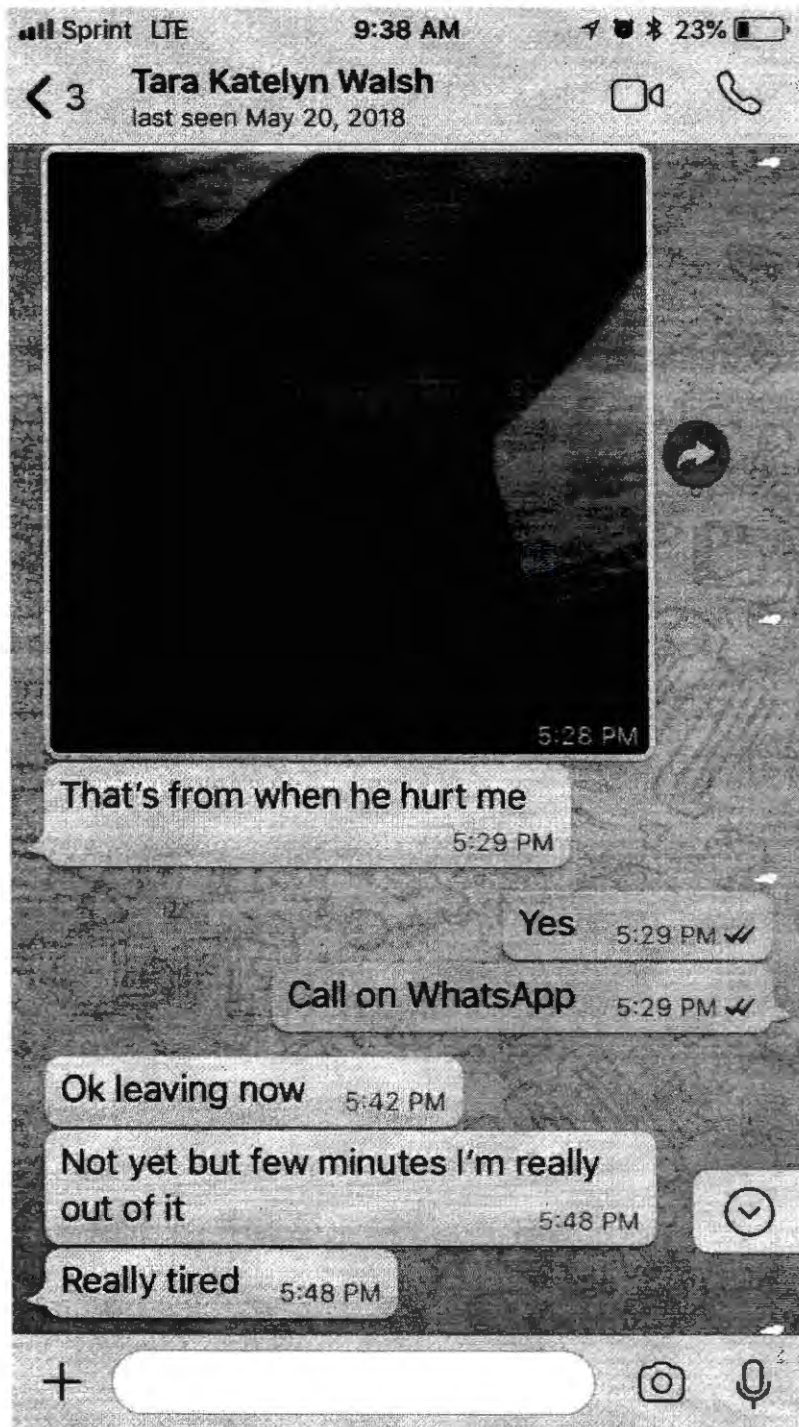 Sprint LTE 9:38 AM 23%
3 Tara Katelyn Walsh
last seen May 20, 2018
5:28 PM
That's from when he hurt me
5:29 PM
Yes 5:29 PM
Call on WhatsApp 5:29 PM
Ok leaving now 5:42 PM
Not yet but few minutes I'm really
out of it 5:48 PM
Really tired 5:48 PM